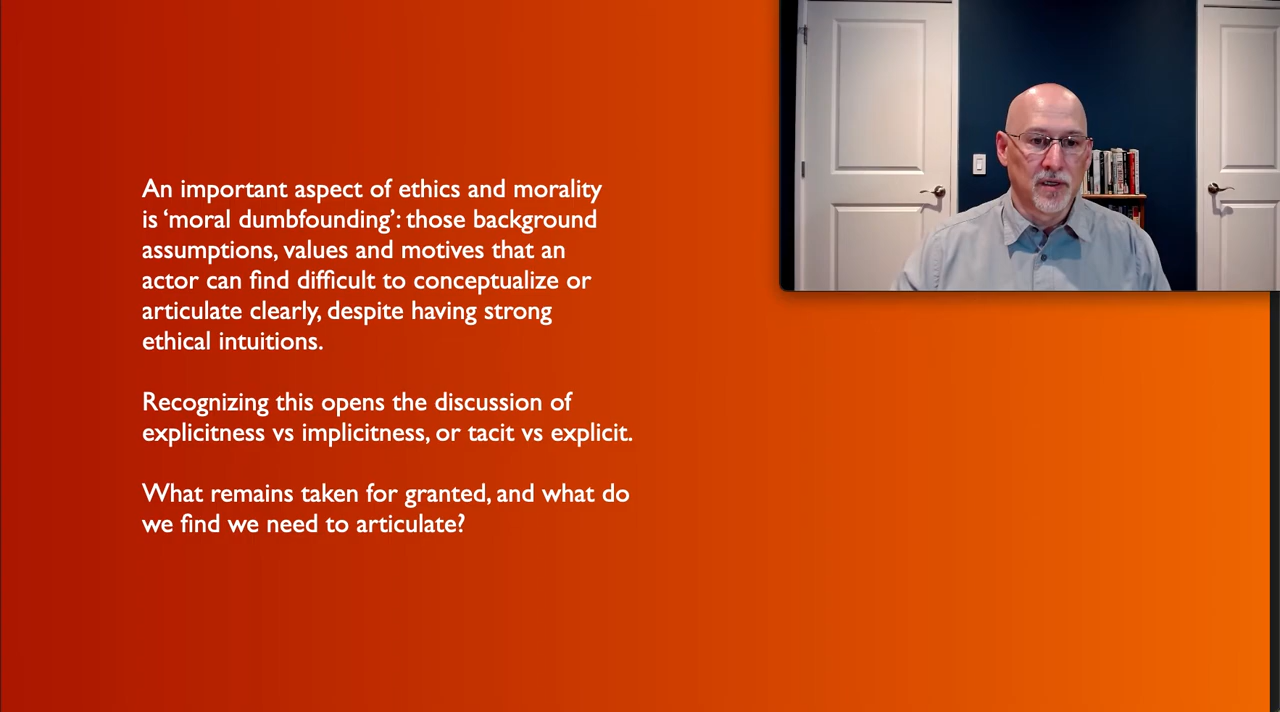 An important aspect of ethics and morality
is ‘moral dumbfounding’: those background
assumptions, values and motives that an
actor can find difficult to conceptualize or
articulate clearly, despite having strong
ethical intuitions.
Recognizing this opens the discussion of
explicitness vs implicitness, or tacit vs explicit.
What remains taken for granted, and what do
we find we need to articulate?